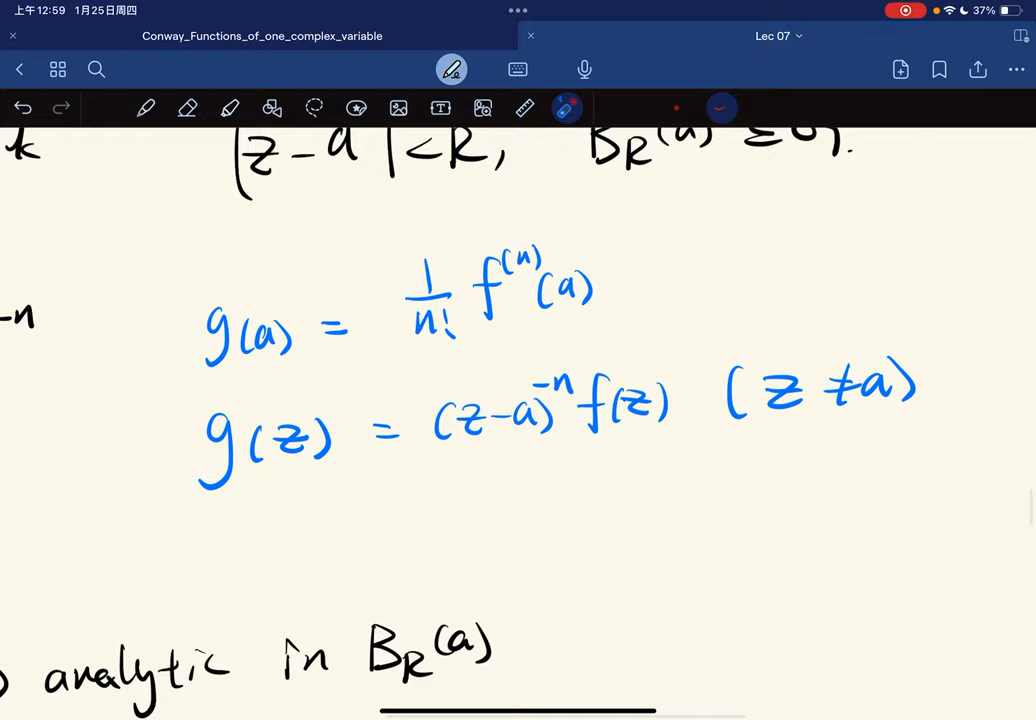 上午12:59 1月25日周四
37%
Conway_Functions_of_one_complex_variable
Lec 07
k |z-a|<R, B_R(a) ⊆ G).
g(a) = \frac{1}{n!} f^{(n)}(a)
-n
g(z) = (z-a)^{-n} f(z) (z ≠ a)
) analytic in B_R(a)